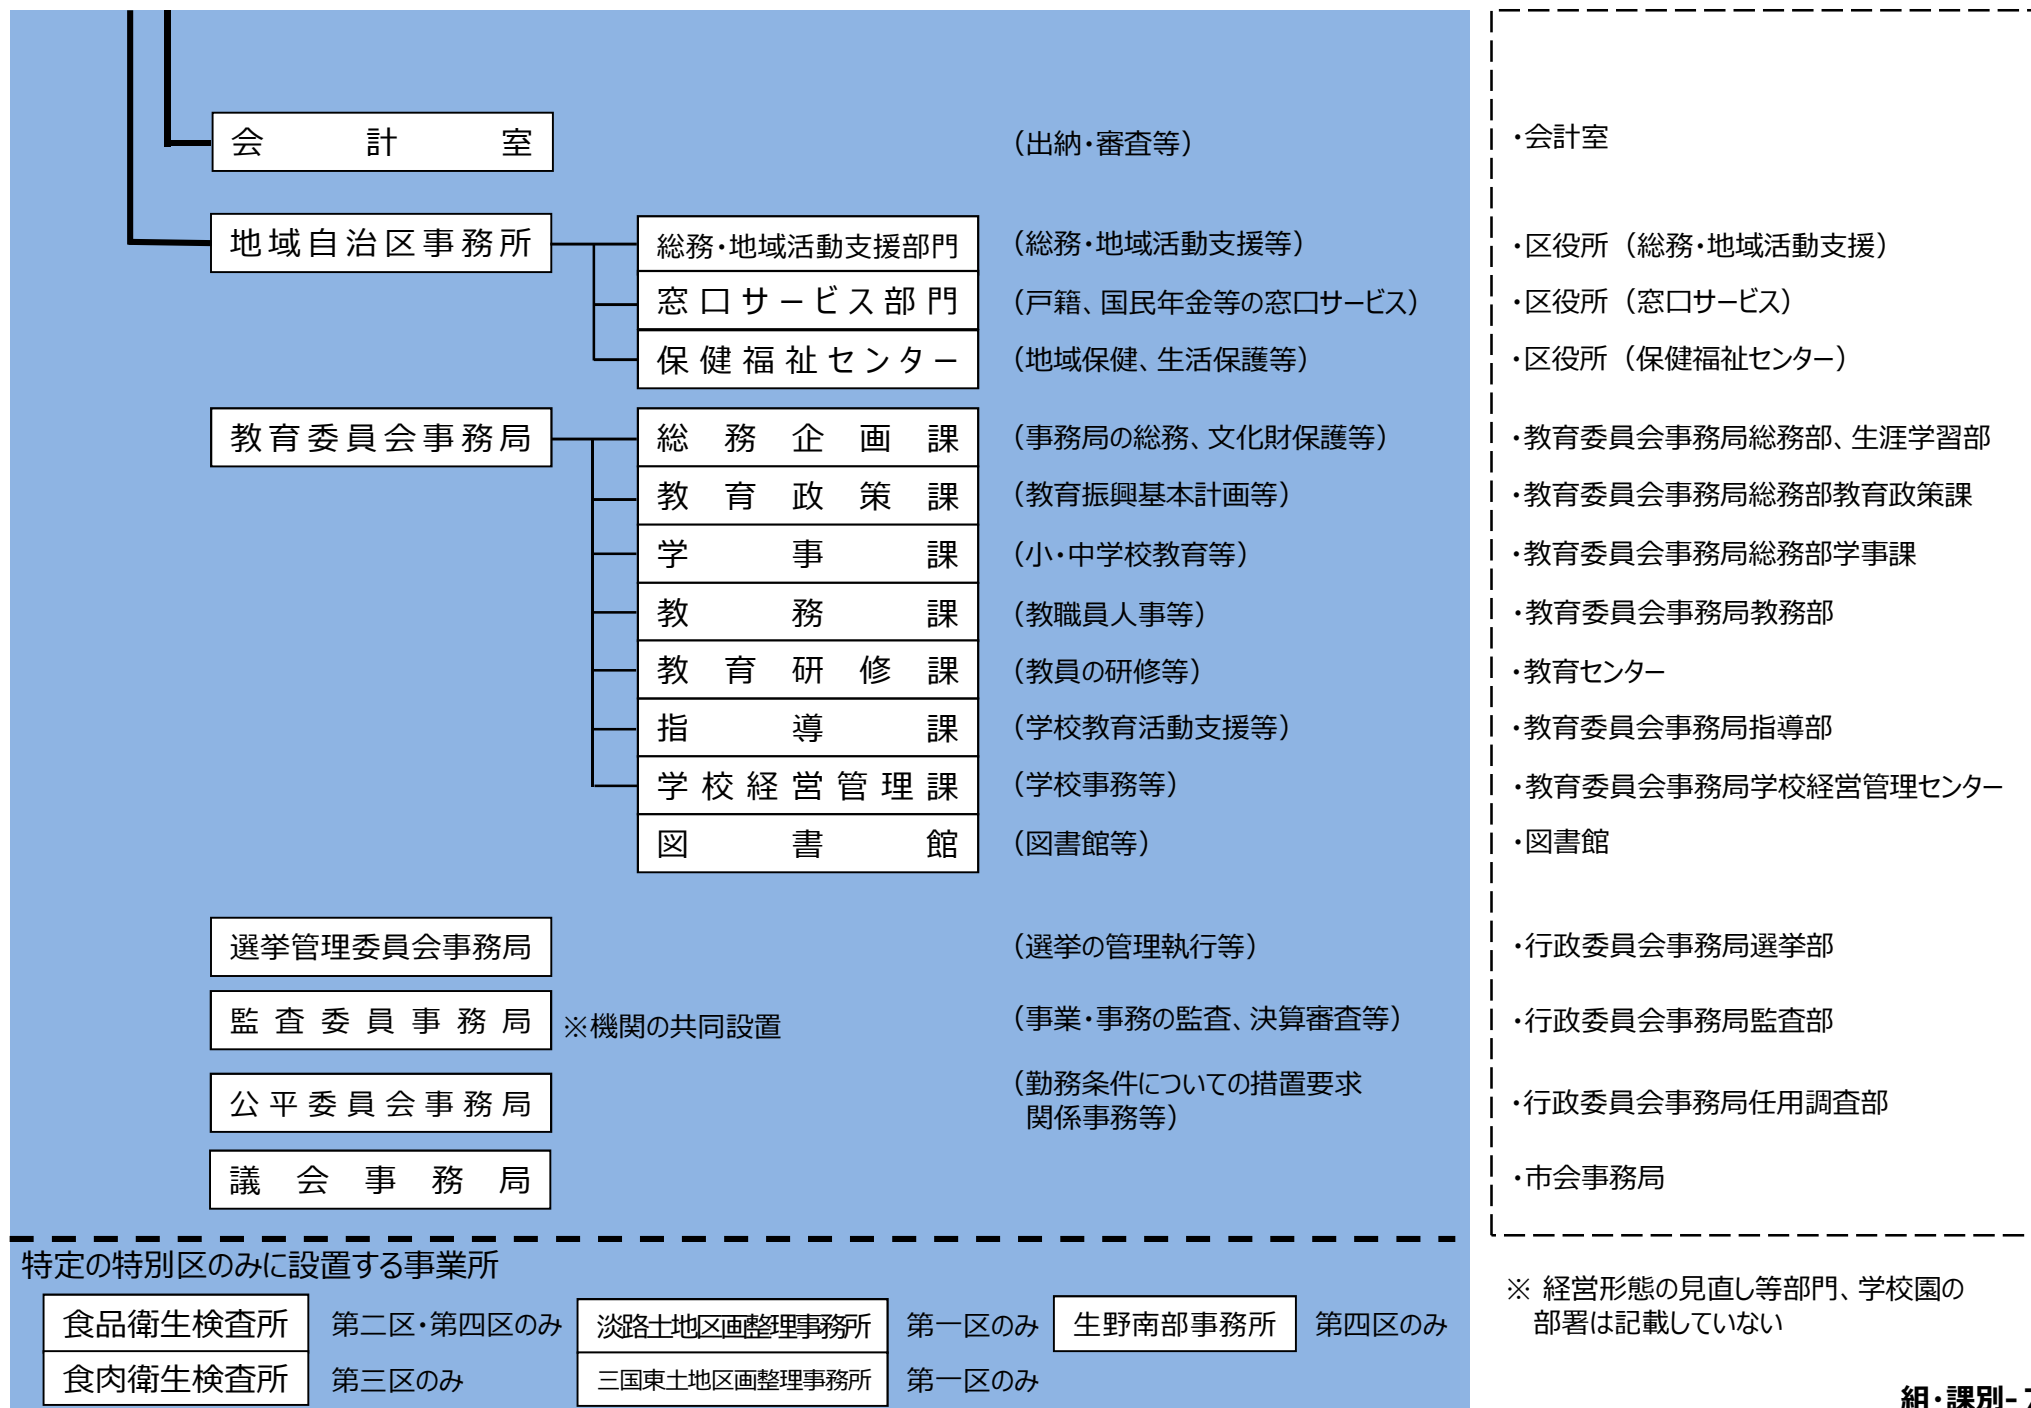 会計室 （出納・審査等） ・会計室
地域自治区事務所 総務・地域活動支援部門 （総務・地域活動支援等） ・区役所（総務・地域活動支援）
窓口サービス部門 （戸籍、国民年金等の窓口サービス） ・区役所（窓口サービス）
保健福祉センター （地域保健、生活保護等） ・区役所（保健福祉センター）
教育委員会事務局 総務企画課 （事務局の総務、文化財保護等） ・教育委員会事務局総務部、生涯学習部
教育政策課 （教育振興基本計画等） ・教育委員会事務局総務部教育政策課
学事課 （小・中学校教育等） ・教育委員会事務局総務部学事課
教務課 （教職員人事等） ・教育委員会事務局教務部
教育研修課 （教員の研修等） ・教育センター
指導課 （学校教育活動支援等） ・教育委員会事務局指導部
学校経営管理課 （学校事務等） ・教育委員会事務局学校経営管理センター
図書館 （図書館等） ・図書館
選挙管理委員会事務局 （選挙の管理執行等） ・行政委員会事務局選挙部
監査委員事務局 ※機関の共同設置 （事業・事務の監査、決算審査等） ・行政委員会事務局監査部
公平委員会事務局 （勤務条件についての措置要求
関係事務等） ・行政委員会事務局任用調査部
議会事務局 ・市会事務局
特定の特別区のみに設置する事業所
食品衛生検査所 第二区・第四区のみ 淡路土地区画整理事務所 第一区のみ 生野南部事務所 第四区のみ
食肉衛生検査所 第三区のみ 三国東土地区画整理事務所 第一区のみ
※ 経営形態の見直し等部門、学校園の
部署は記載していない
組・課別-7